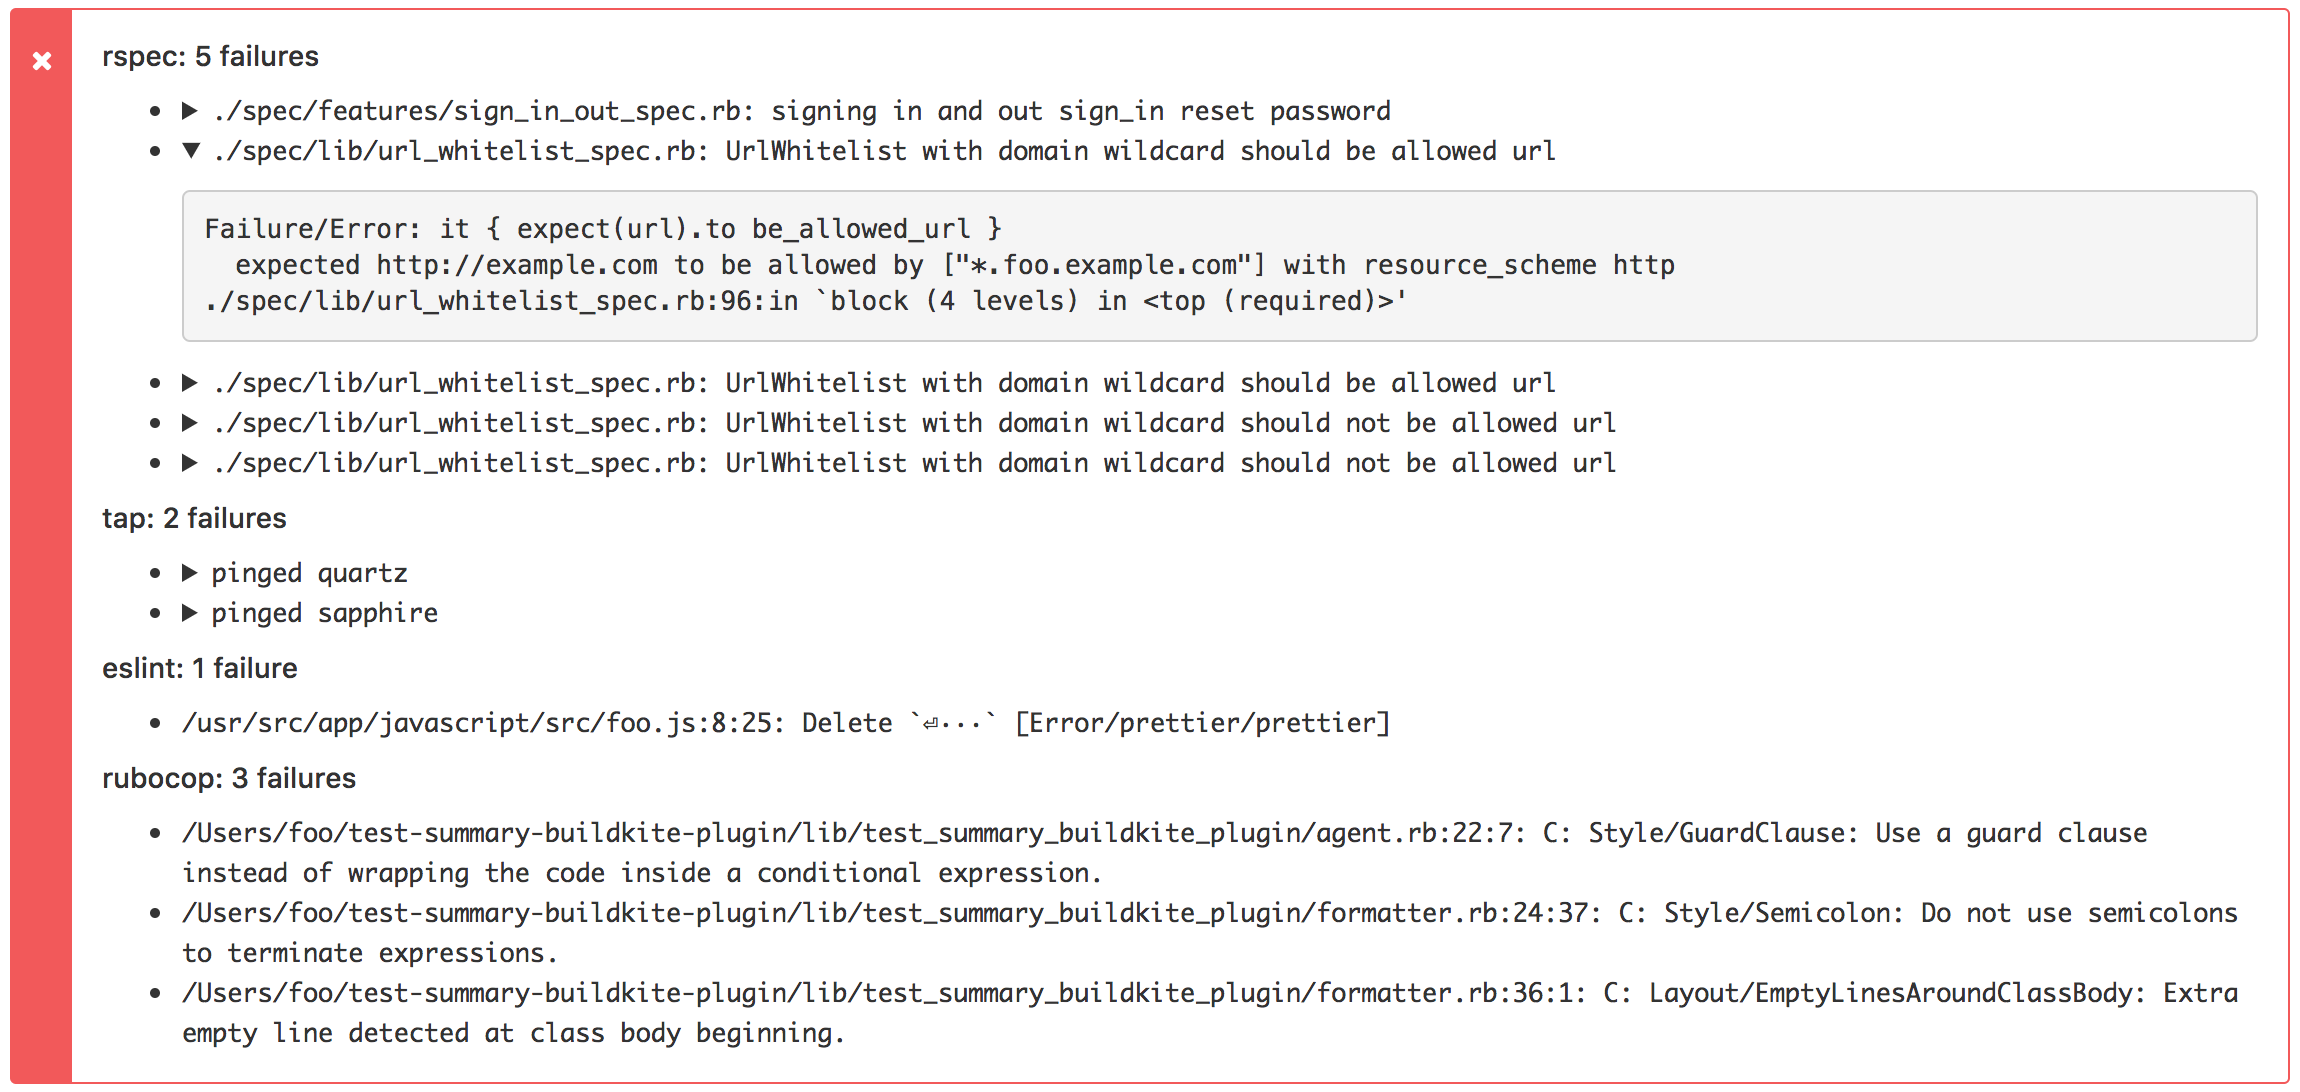 rspec: 5 failures
./spec/features/sign_in_out_spec.rb: signing in and out sign_in reset password
./spec/lib/url_whitelist_spec.rb: UrlWhitelist with domain wildcard should be allowed url
Failure/Error: it { expect(url).to be_allowed_url }
  expected http://example.com to be allowed by ["*.foo.example.com"] with resource_scheme http
./spec/lib/url_whitelist_spec.rb:96:in `block (4 levels) in <top (required)>'
./spec/lib/url_whitelist_spec.rb: UrlWhitelist with domain wildcard should be allowed url
./spec/lib/url_whitelist_spec.rb: UrlWhitelist with domain wildcard should not be allowed url
./spec/lib/url_whitelist_spec.rb: UrlWhitelist with domain wildcard should not be allowed url
tap: 2 failures
pinged quartz
pinged sapphire
eslint: 1 failure
/usr/src/app/javascript/src/foo.js:8:25: Delete `⏎···` [Error/prettier/prettier]
rubocop: 3 failures
/Users/foo/test-summary-buildkite-plugin/lib/test_summary_buildkite_plugin/agent.rb:22:7: C: Style/GuardClause: Use a guard clause
instead of wrapping the code inside a conditional expression.
/Users/foo/test-summary-buildkite-plugin/lib/test_summary_buildkite_plugin/formatter.rb:24:37: C: Style/Semicolon: Do not use semicolons
to terminate expressions.
/Users/foo/test-summary-buildkite-plugin/lib/test_summary_buildkite_plugin/formatter.rb:36:1: C: Layout/EmptyLinesAroundClassBody: Extra
empty line detected at class body beginning.